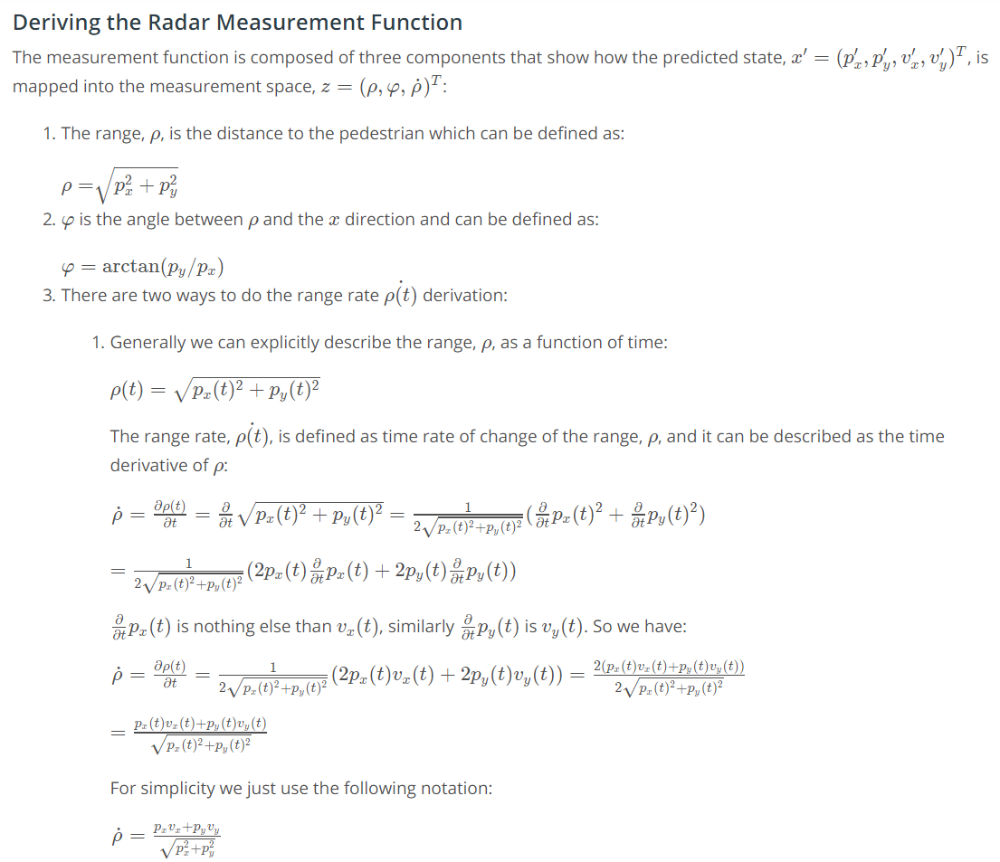 Deriving the Radar Measurement Function
The measurement function is composed of three components that show how the predicted state, $x' = (p'_x, p'_y, v'_x, v'_y)^T$, is
mapped into the measurement space, $z = (\rho, \varphi, \dot{\rho})^T$:
1. The range, $\rho$, is the distance to the pedestrian which can be defined as:
$\rho = \sqrt{p_x^2 + p_y^2}$
2. $\varphi$ is the angle between $\rho$ and the $x$ direction and can be defined as:
$\varphi = \arctan(p_y/p_x)$
3. There are two ways to do the range rate $\dot{\rho(t)}$ derivation:
1. Generally we can explicitly describe the range, $\rho$, as a function of time:
$\rho(t) = \sqrt{p_x(t)^2 + p_y(t)^2}$
The range rate, $\dot{\rho(t)}$, is defined as time rate of change of the range, $\rho$, and it can be described as the time
derivative of $\rho$:
$\dot{\rho} = \frac{\partial \rho(t)}{\partial t} = \frac{\partial}{\partial t}\sqrt{p_x(t)^2 + p_y(t)^2} = \frac{1}{2\sqrt{p_x(t)^2+p_y(t)^2}}(\frac{\partial}{\partial t}p_x(t)^2 + \frac{\partial}{\partial t}p_y(t)^2)$
$= \frac{1}{2\sqrt{p_x(t)^2+p_y(t)^2}}(2p_x(t)\frac{\partial}{\partial t}p_x(t) + 2p_y(t)\frac{\partial}{\partial t}p_y(t))$
$\frac{\partial}{\partial t}p_x(t)$ is nothing else than $v_x(t)$, similarly $\frac{\partial}{\partial t}p_y(t)$ is $v_y(t)$. So we have:
$\dot{\rho} = \frac{\partial \rho(t)}{\partial t} = \frac{1}{2\sqrt{p_x(t)^2+p_y(t)^2}}(2p_x(t)v_x(t) + 2p_y(t)v_y(t)) = \frac{2(p_x(t)v_x(t)+p_y(t)v_y(t))}{2\sqrt{p_x(t)^2+p_y(t)^2}}$
$= \frac{p_x(t)v_x(t)+p_y(t)v_y(t)}{\sqrt{p_x(t)^2+p_y(t)^2}}$
For simplicity we just use the following notation:
$\dot{\rho} = \frac{p_xv_x+p_yv_y}{\sqrt{p_x^2+p_y^2}}$